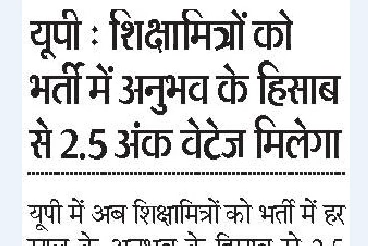 यूपी : शिक्षामित्रों को
भर्ती में अनुभव के हिसाब
से 2.5 अंक वेटेज मिलेगा
यूपी में अब शिक्षामित्रों को भर्ती में हर